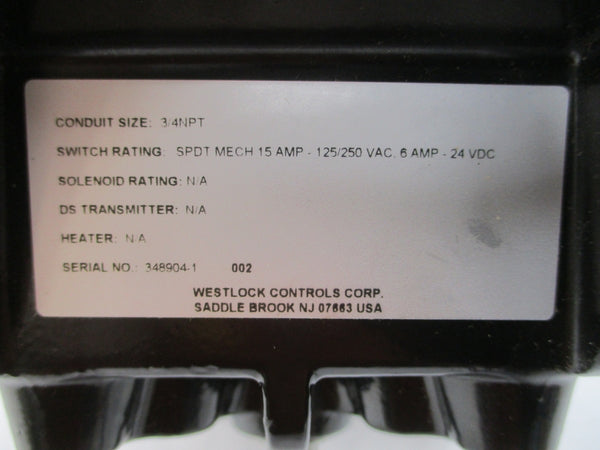 CONDUIT SIZE: 3/4NPT
SWITCH RATING: SPDT MECH 15 AMP - 125/250 VAC, 6 AMP - 24 VDC
SOLENOID RATING: N/A
DS TRANSMITTER: N/A
HEATER: N/A
SERIAL NO.: 348904-1 002
WESTLOCK CONTROLS CORP.
SADDLE BROOK NJ 07663 USA